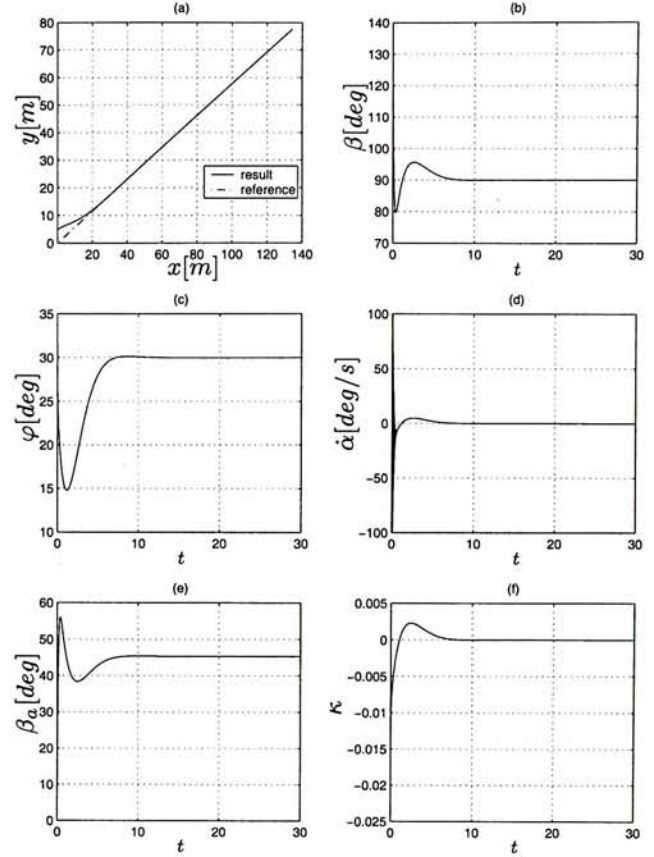 (a)
80
70
60
50
40
30
20
10
0
y[m]
result
reference
20 40 60 80 100 120 140
x[m]
(b)
140
130
120
110
100
90
80
70
β[deg]
0 10 20 30
t
(c)
35
30
25
20
15
10
φ[deg]
0 10 20 30
t
(d)
100
50
0
−50
−100
α̇[deg/s]
0 10 20 30
t
(e)
60
50
40
30
20
10
0
βa[deg]
0 10 20 30
t
(f)
0.005
0
−0.005
−0.01
−0.015
−0.02
−0.025
κ
0 10 20 30
t